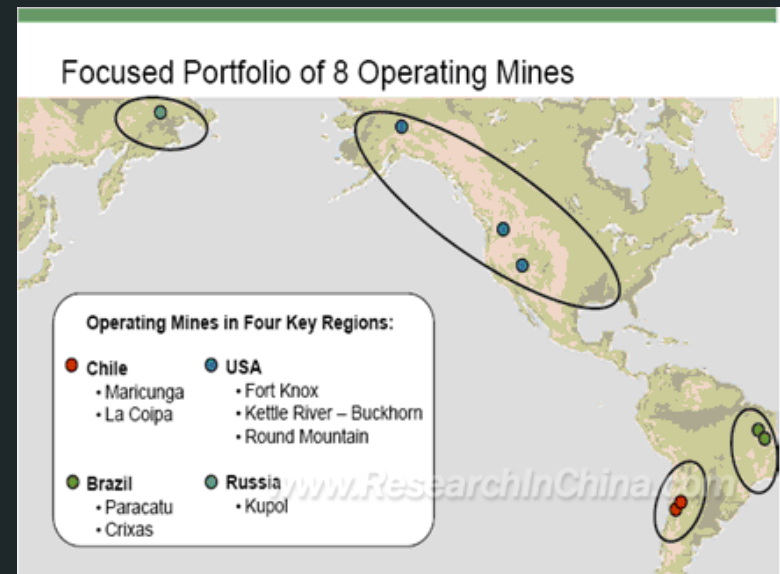 Focused Portfolio of 8 Operating Mines
Operating Mines in Four Key Regions:
Chile
• Maricunga
• La Coipa
USA
• Fort Knox
• Kettle River – Buckhorn
• Round Mountain
Brazil
• Paracatu
• Crixas
Russia
• Kupol
www.ResearchInChina.com